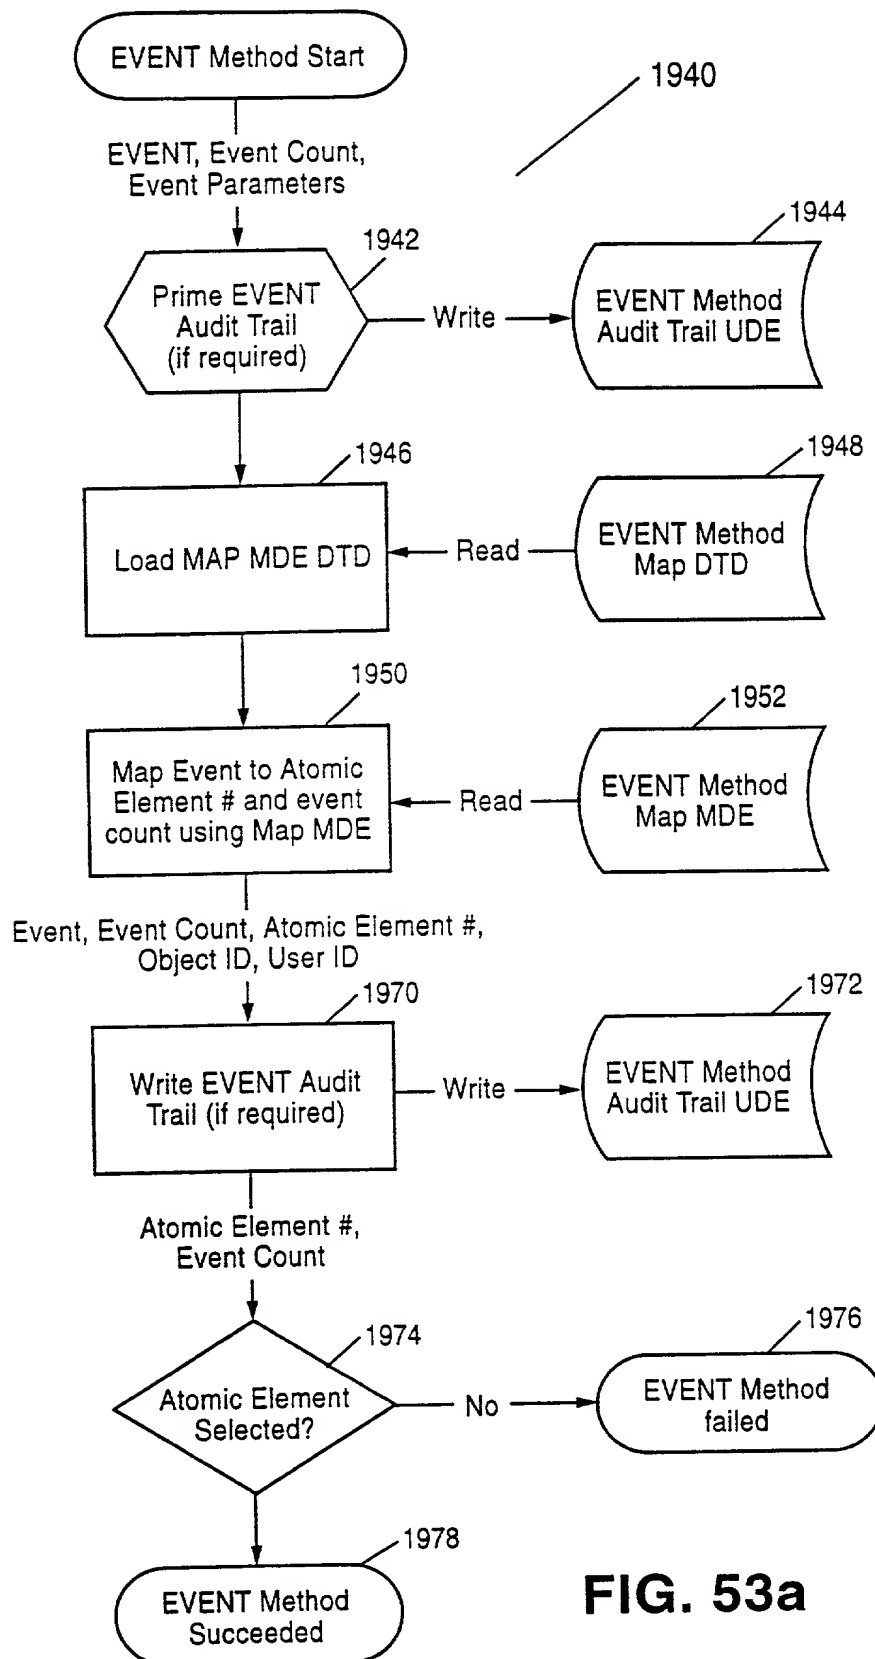 EVENT Method Start
1940
EVENT, Event Count,
Event Parameters
1942
Prime EVENT
Audit Trail
(if required)
Write
1944
EVENT Method
Audit Trail UDE
1946
Load MAP MDE DTD
Read
1948
EVENT Method
Map DTD
1950
Map Event to Atomic
Element # and event
count using Map MDE
Read
1952
EVENT Method
Map MDE
Event, Event Count, Atomic Element #,
Object ID, User ID
1970
Write EVENT Audit
Trail (if required)
Write
1972
EVENT Method
Audit Trail UDE
Atomic Element #,
Event Count
1974
Atomic Element
Selected?
No
1976
EVENT Method
failed
1978
EVENT Method
Succeeded
FIG. 53a